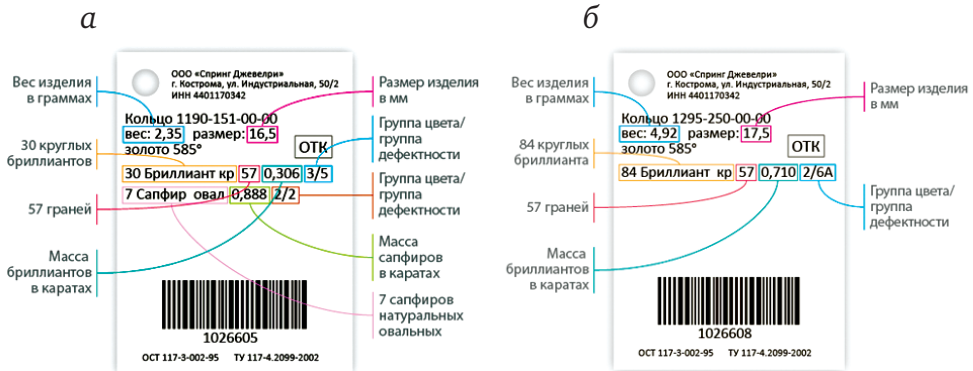 а
Вес изделия
в граммах
30 круглых
бриллиантов
57 граней
Масса
бриллиантов
в каратах
ООО «Спринг Джевелри»
г. Кострома, ул. Индустриальная, 50/2
ИНН 4401170342
Кольцо 1190-151-00-00
вес: 2,35 размер: 16,5
золото 585°
ОТК
30 Бриллиант кр 57 0,306 3/5
7 Сапфир овал 0,888 2/2
1026605
ОСТ 117-3-002-95 ТУ 117-4.2099-2002
Размер изделия
в мм
Группа цвета/
группа
дефектности
Группа цвета/
группа
дефектности
Масса
сапфиров
в каратах
7 сапфиров
натуральных
овальных
б
Вес изделия
в граммах
84 круглых
бриллианта
57 граней
Масса
бриллиантов
в каратах
ООО «Спринг Джевелри»
г. Кострома, ул. Индустриальная, 50/2
ИНН 4401170342
Кольцо 1295-250-00-00
вес: 4,92 размер: 17,5
золото 585°
ОТК
84 Бриллиант кр 57 0,710 2/6А
1026608
ОСТ 117-3-002-95 ТУ 117-4.2099-2002
Размер изделия
в мм
Группа цвета/
группа
дефектности